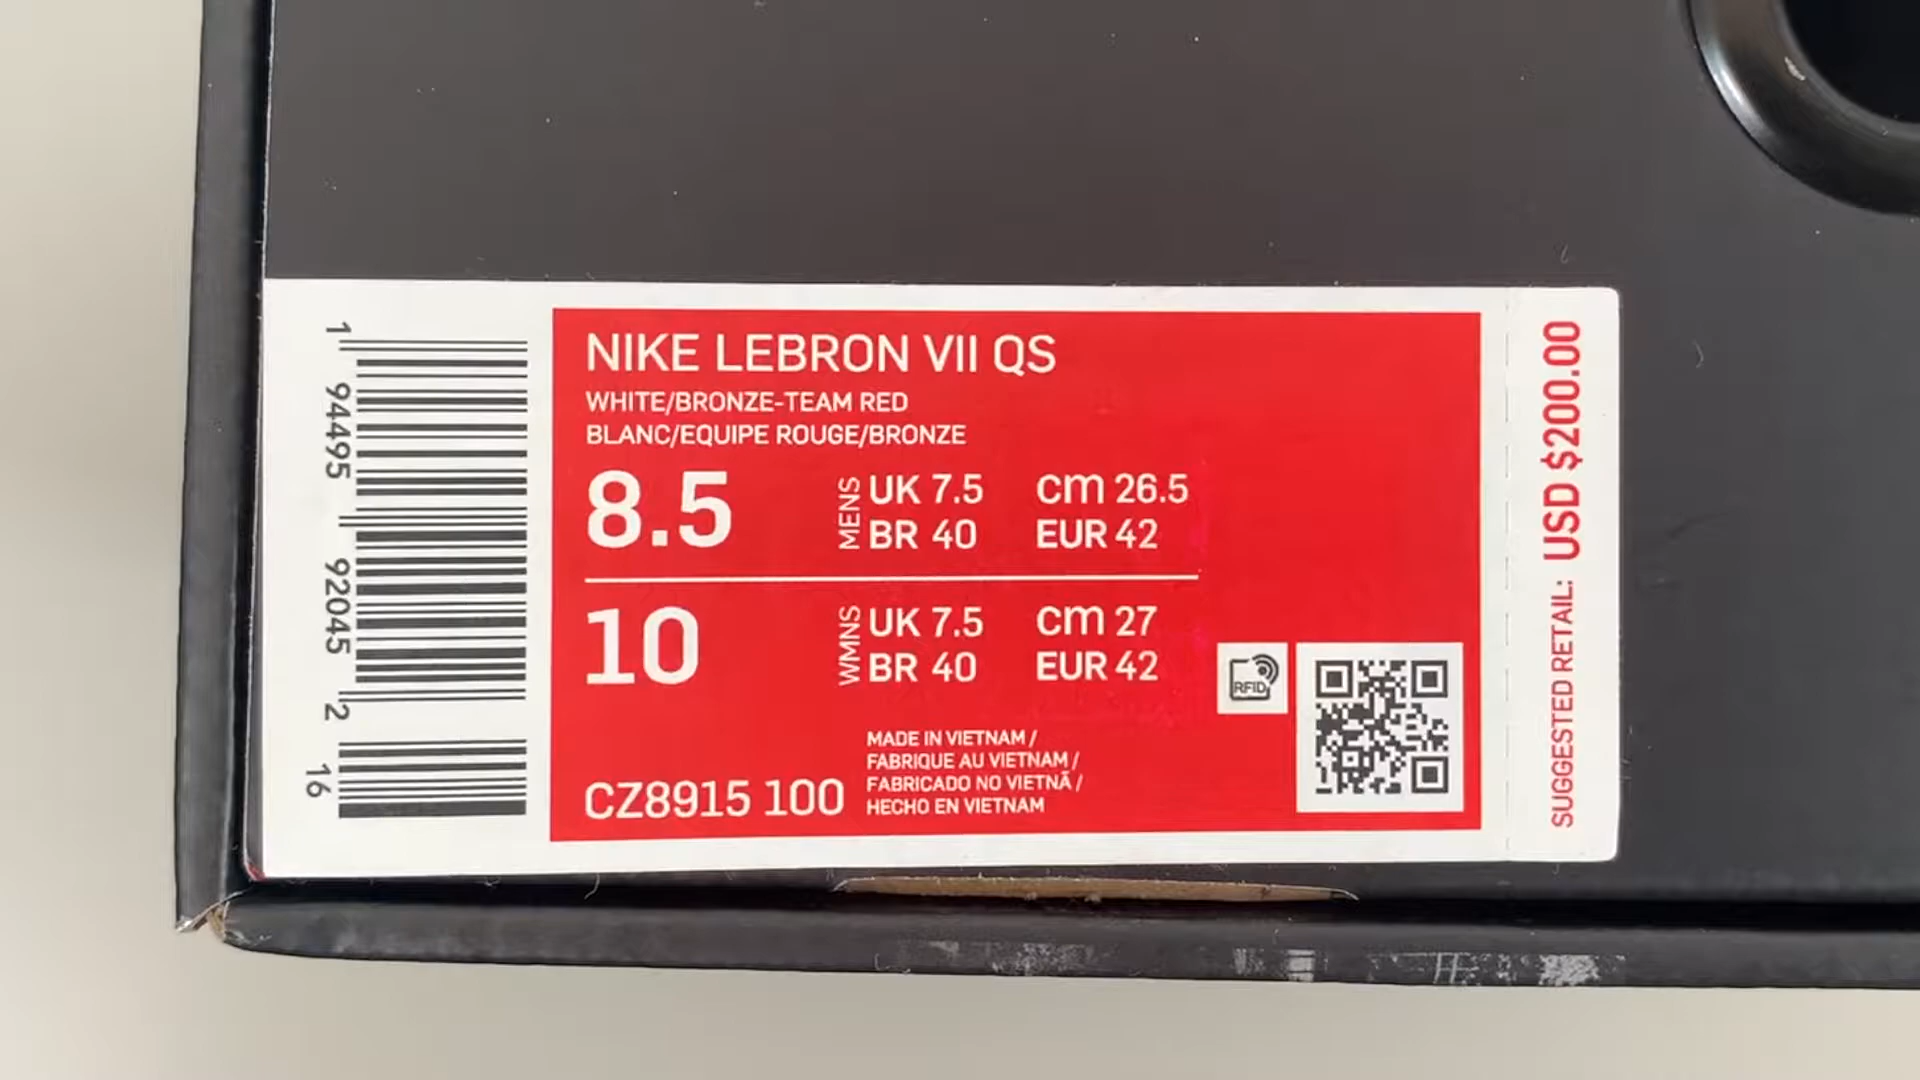 1 94495 92045 2 16
NIKE LEBRON VII QS
WHITE/BRONZE-TEAM RED
BLANC/EQUIPE ROUGE/BRONZE
8.5 MENS UK 7.5 cm 26.5
BR 40 EUR 42
10 WMNS UK 7.5 cm 27
BR 40 EUR 42
RFID
MADE IN VIETNAM /
FABRIQUE AU VIETNAM /
FABRICADO NO VIETNÃ /
HECHO EN VIETNAM
CZ8915 100
SUGGESTED RETAIL: USD $200.00